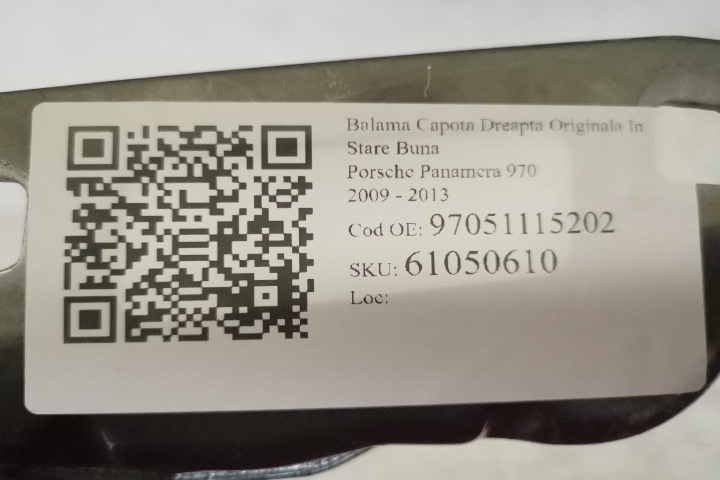 Balama Capota Dreapta Originala In
Stare Buna
Porsche Panamera 970
2009 - 2013
Cod OE: 97051115202
SKU: 61050610
Loc: